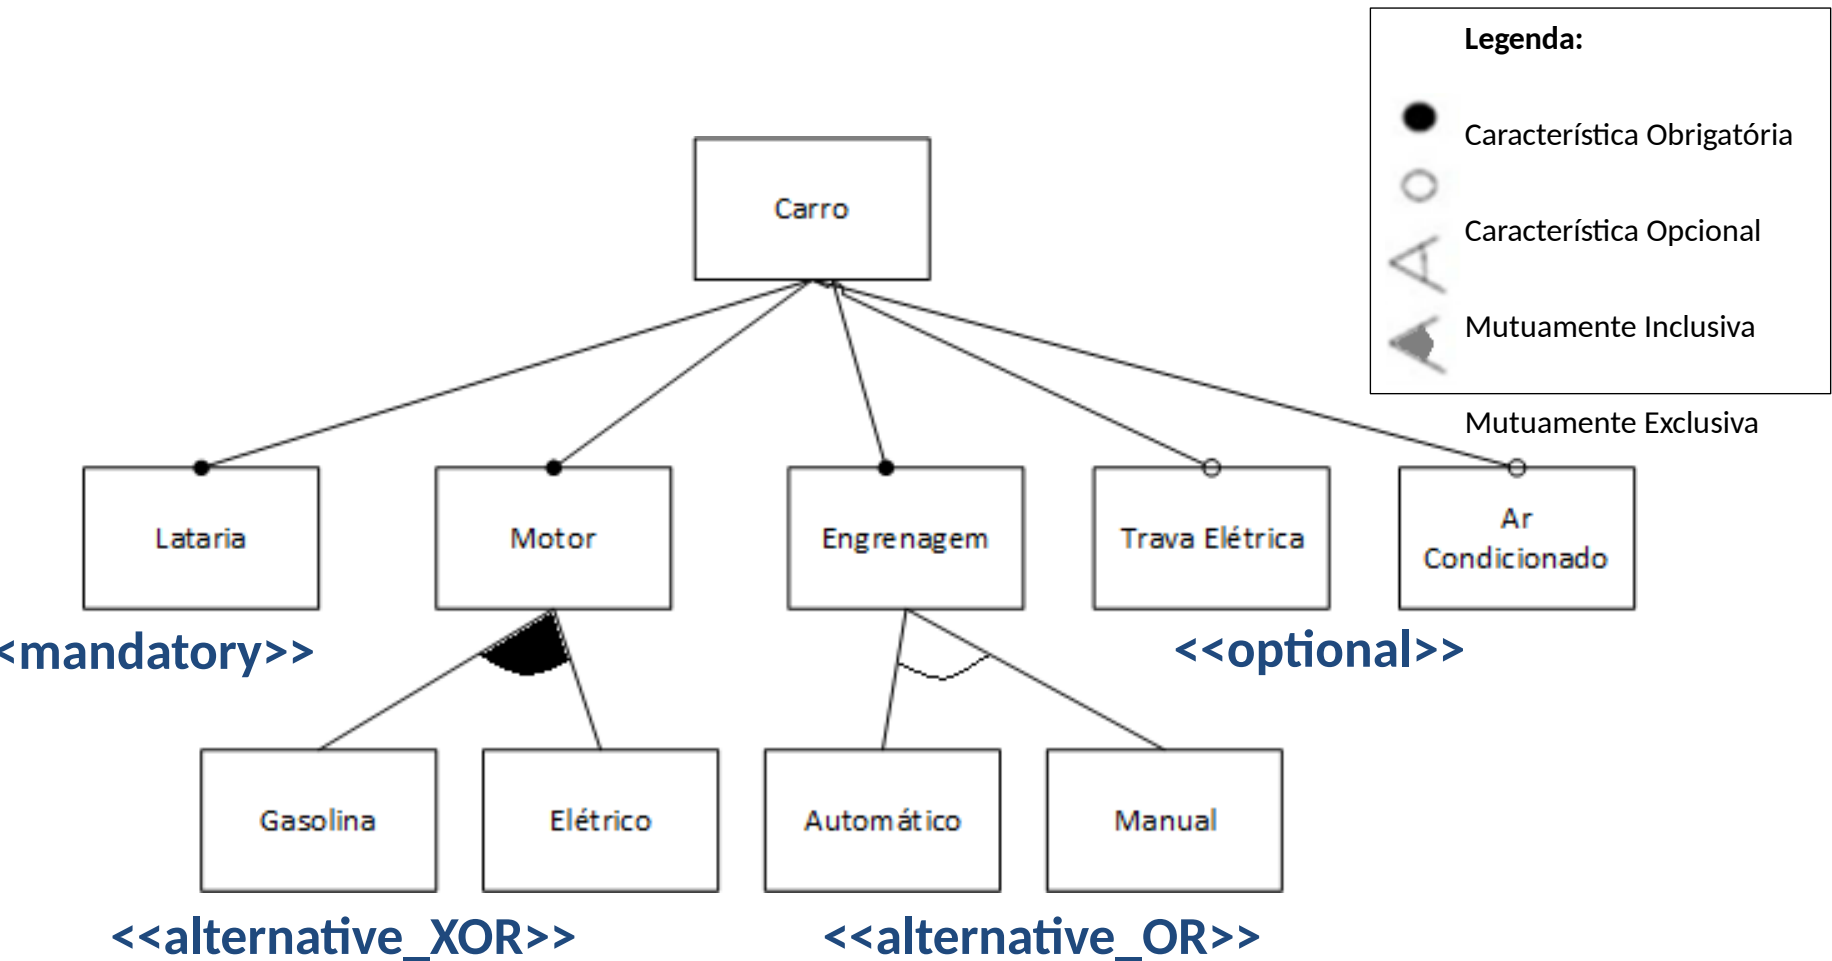 Legenda:
Característica Obrigatória
Característica Opcional
Mutuamente Inclusiva
Mutuamente Exclusiva
Carro
Lataria
Motor
Engrenagem
Trava Elétrica
Ar
Condicionado
<mandatory>>
<<optional>>
Gasolina
Elétrico
Automático
Manual
<<alternative_XOR>>
<<alternative_OR>>